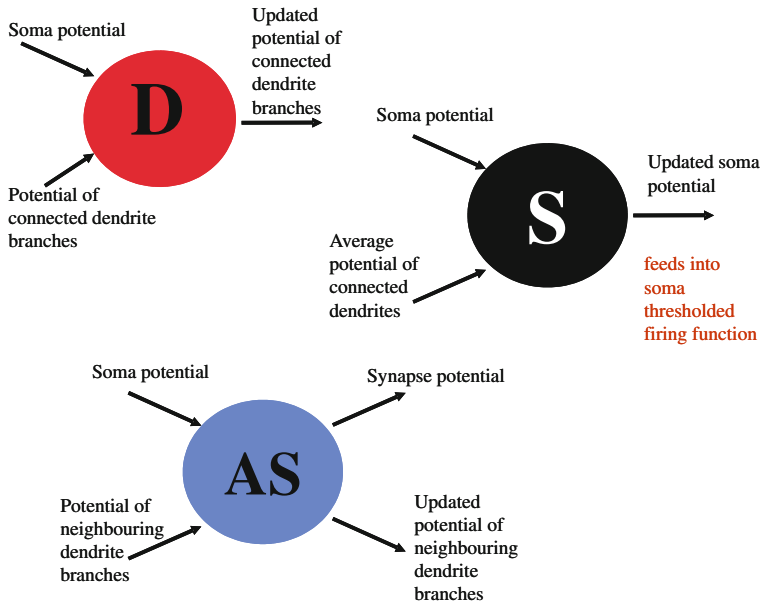 Soma potential
Updated
potential of
connected
dendrite
branches
D
Potential of
connected dendrite
branches
Soma potential
Updated soma
potential
S
Average
potential of
connected
dendrites
feeds into
soma
thresholded
firing function
Soma potential
Synapse potential
AS
Potential of
neighbouring
dendrite
branches
Updated
potential of
neighbouring
dendrite
branches